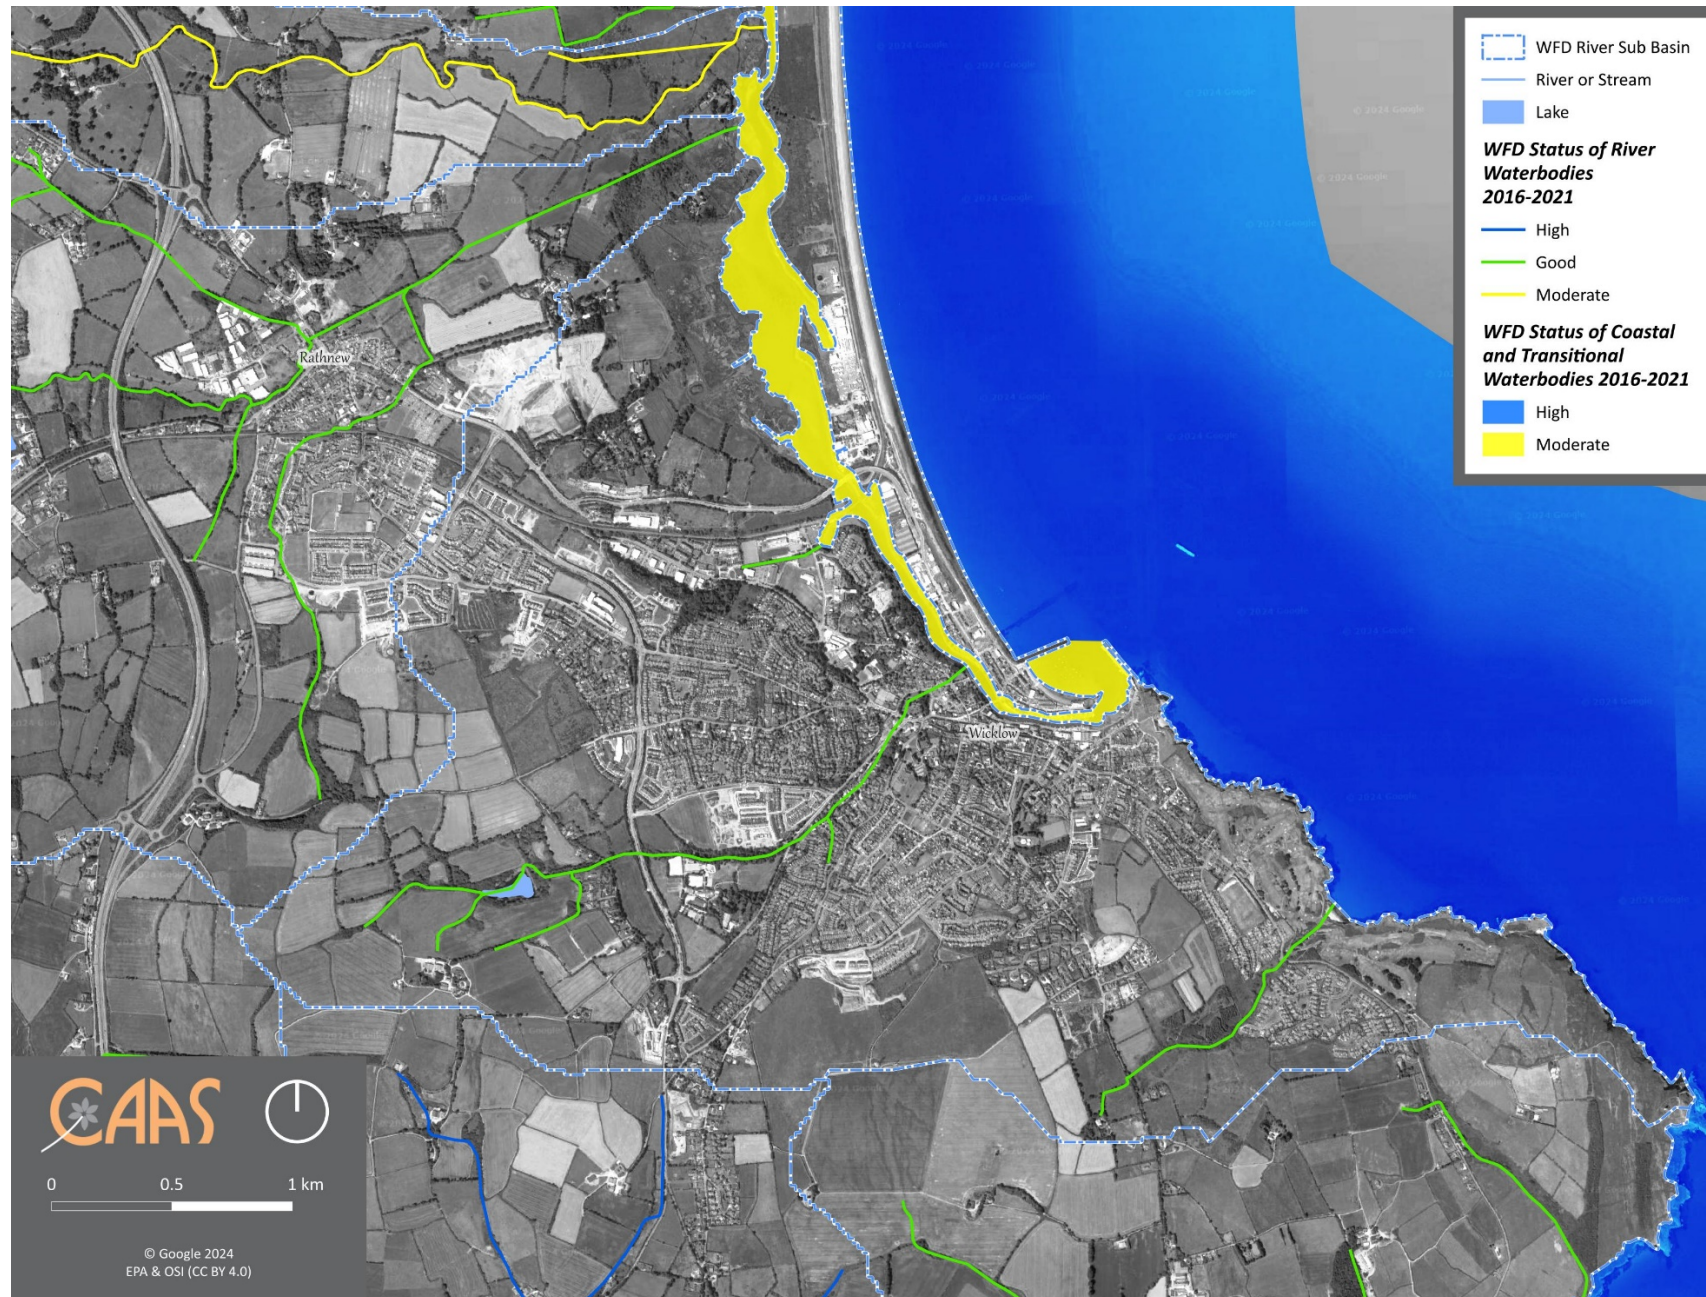 WFD River Sub Basin
River or Stream
Lake
WFD Status of River
Waterbodies
2016-2021
High
Good
Moderate
WFD Status of Coastal
and Transitional
Waterbodies 2016-2021
High
Moderate
Rathnew
Wicklow
CAAS
0 0.5 1 km
© Google 2024
EPA & OSI (CC BY 4.0)